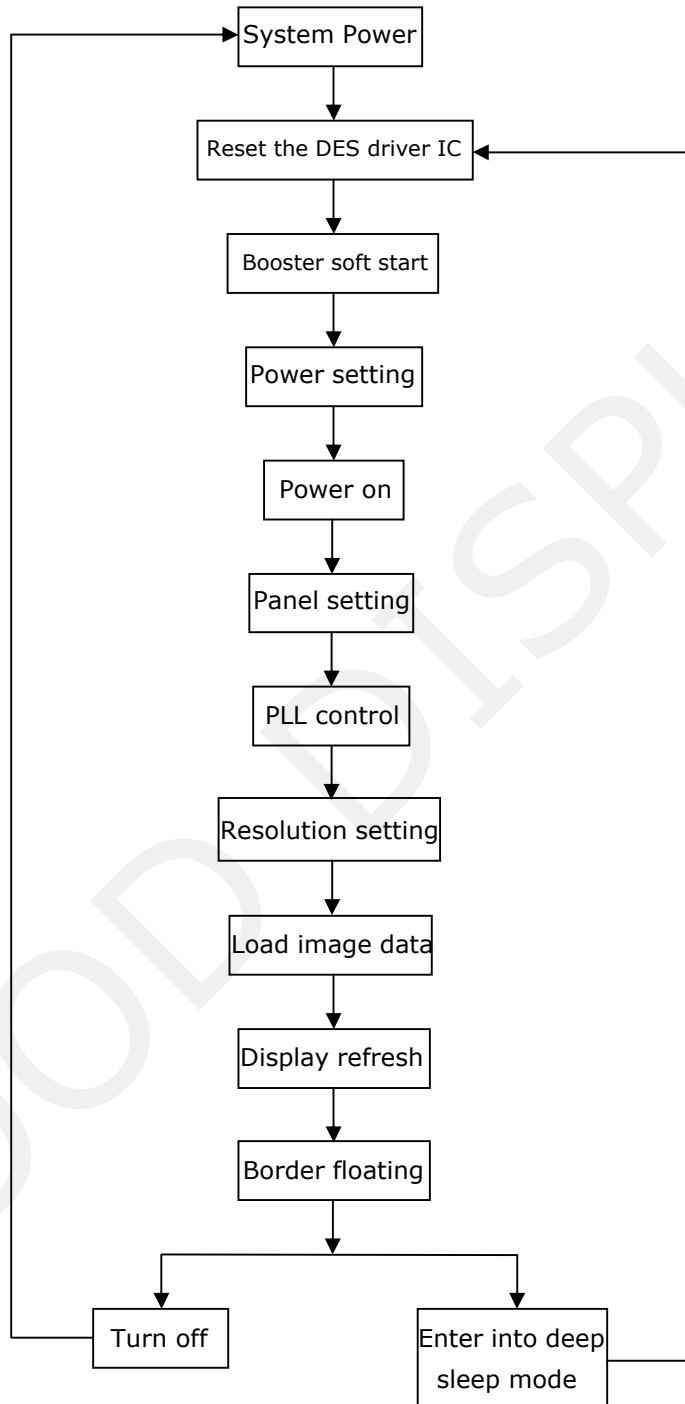 System Power
Reset the DES driver IC
Booster soft start
Power setting
Power on
Panel setting
PLL control
Resolution setting
Load image data
Display refresh
Border floating
Turn off
Enter into deep
sleep mode